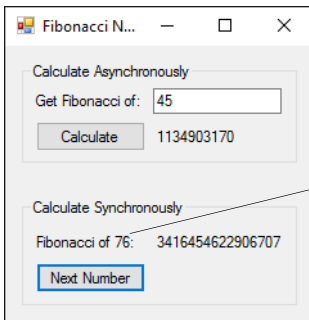 Fibonacci N...
Calculate Asynchronously
Get Fibonacci of: 45
Calculate 1134903170
Calculate Synchronously
Fibonacci of 76: 3416454622906707
Next Number